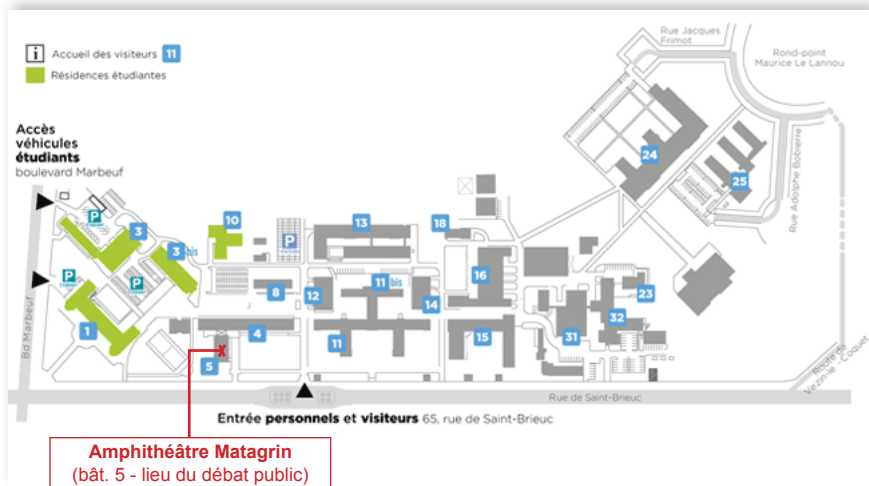 i Accueil des visiteurs 11
Résidences étudiantes
Accès
véhicules
étudiants
boulevard Marbeuf
Rue Jacques
Frimot
Rond-point
Maurice Le Lannou
Rue Adolphe Bobierre
24
25
10
13
18
3
3 bis
P
P
P
P
8
12
11 bis
14
16
23
32
31
1
4
5
11
15
Bd Marbeuf
Route de
Vezin-le-Coquet
Rue de Saint-Brieuc
Entrée personnels et visiteurs 65, rue de Saint-Brieuc
Amphithéâtre Matagrin
(bât. 5 - lieu du débat public)